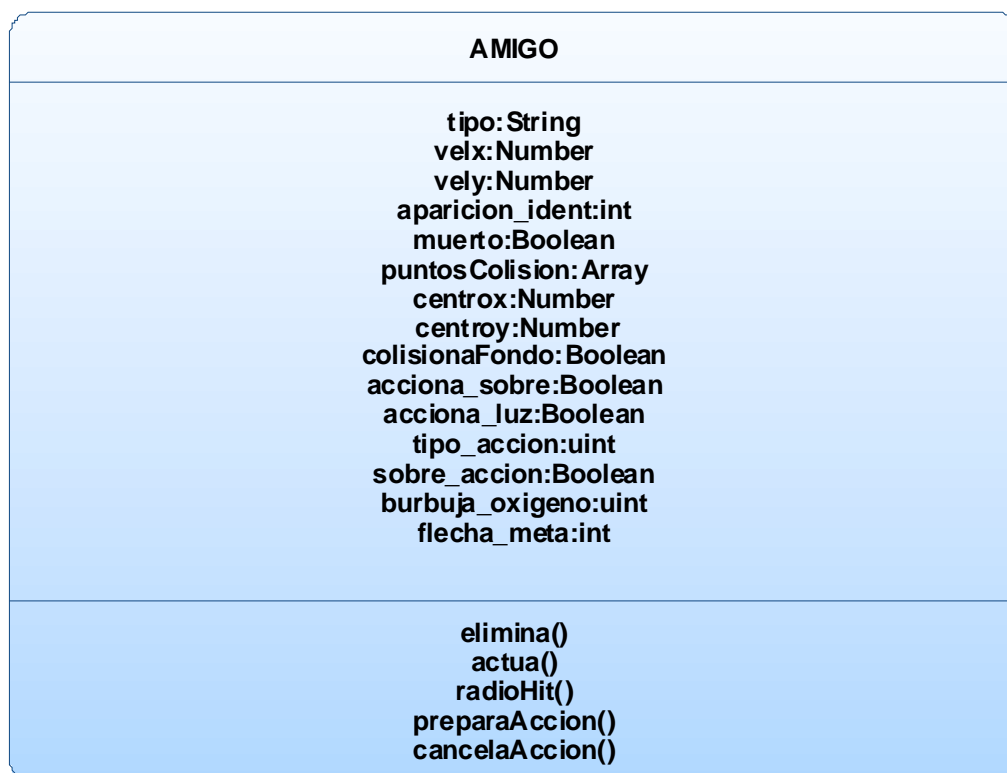 AMIGO
tipo:String
velx:Number
vely:Number
aparicion_ident:int
muerto:Boolean
puntosColision:Array
centrox:Number
centroy:Number
colisionaFondo:Boolean
acciona_sobre:Boolean
acciona_luz:Boolean
tipo_accion:uint
sobre_accion:Boolean
burbuja_oxigeno:uint
flecha_meta:int
elimina()
actua()
radioHit()
preparaAccion()
cancelaAccion()